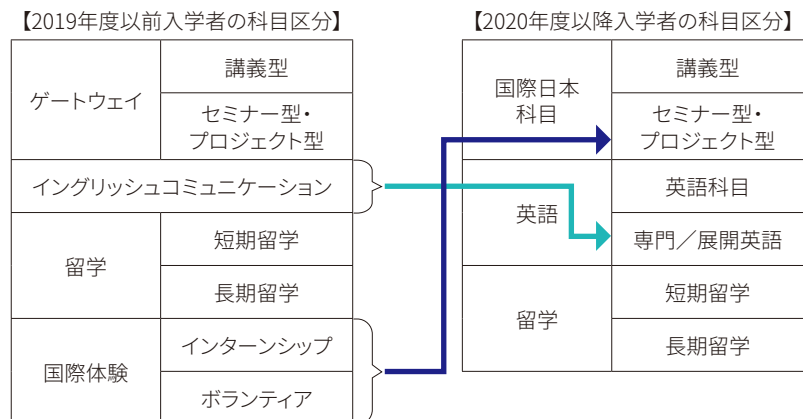 【2019年度以前入学者の科目区分】
ゲートウェイ
講義型
セミナー型・
プロジェクト型
イングリッシュコミュニケーション
留学
短期留学
長期留学
国際体験
インターンシップ
ボランティア
【2020年度以降入学者の科目区分】
国際日本
科目
講義型
セミナー型・
プロジェクト型
英語
英語科目
専門／展開英語
留学
短期留学
長期留学